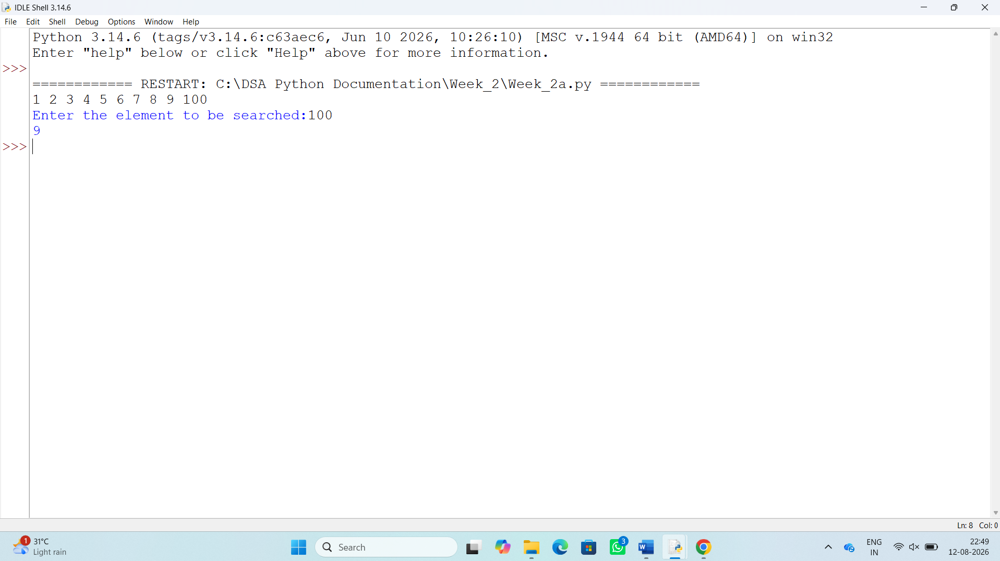 IDLE Shell 3.14.6
File Edit Shell Debug Options Window Help
Python 3.14.6 (tags/v3.14.6:c63aec6, Jun 10 2026, 10:26:10) [MSC v.1944 64 bit (AMD64)] on win32
Enter "help" below or click "Help" above for more information.
>>>
============ RESTART: C:\DSA Python Documentation\Week_2\Week_2a.py ============
1 2 3 4 5 6 7 8 9 100
Enter the element to be searched:100
9
>>>
Ln: 8 Col: 0
1
31°C
Light rain
Search
3
W
ENG
IN
22:49
12-08-2026